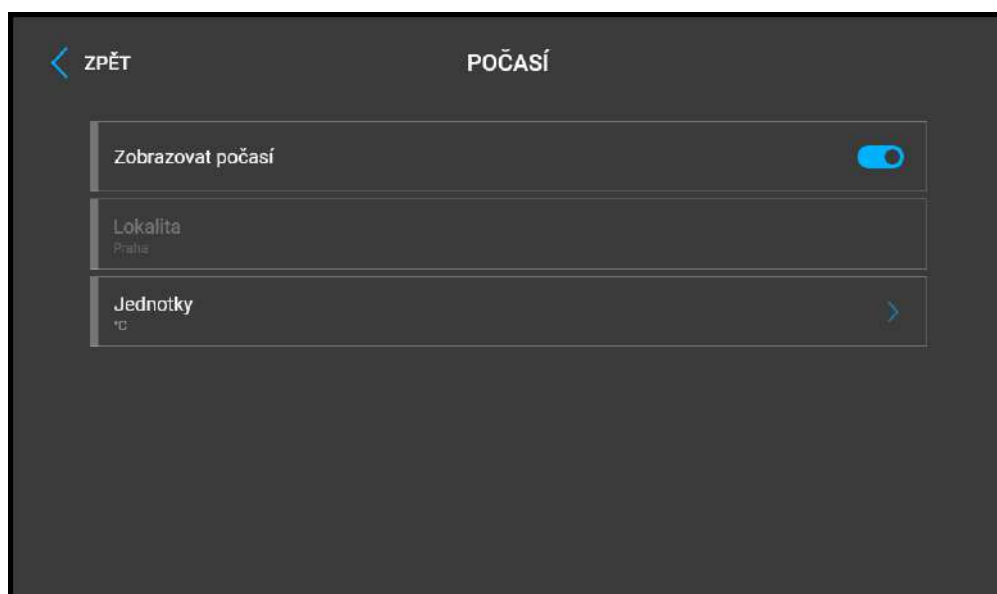 ZPĚT
POČASÍ
Zobrazovat počasí
Lokalita
Praha
Jednotky
°C